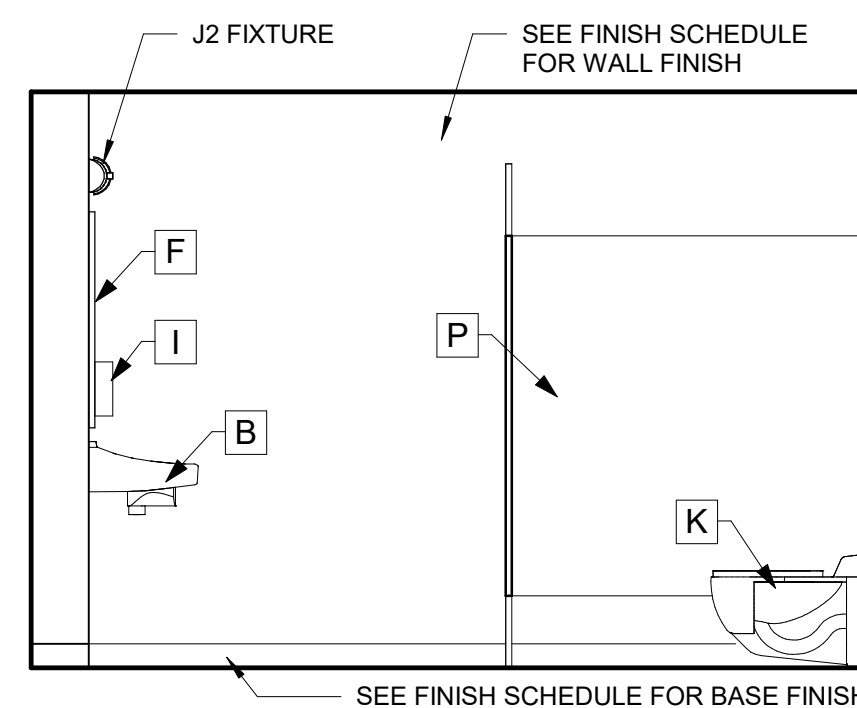 J2 FIXTURE
SEE FINISH SCHEDULE
FOR WALL FINISH
F
I
P
B
K
SEE FINISH SCHEDULE FOR BASE FINISH